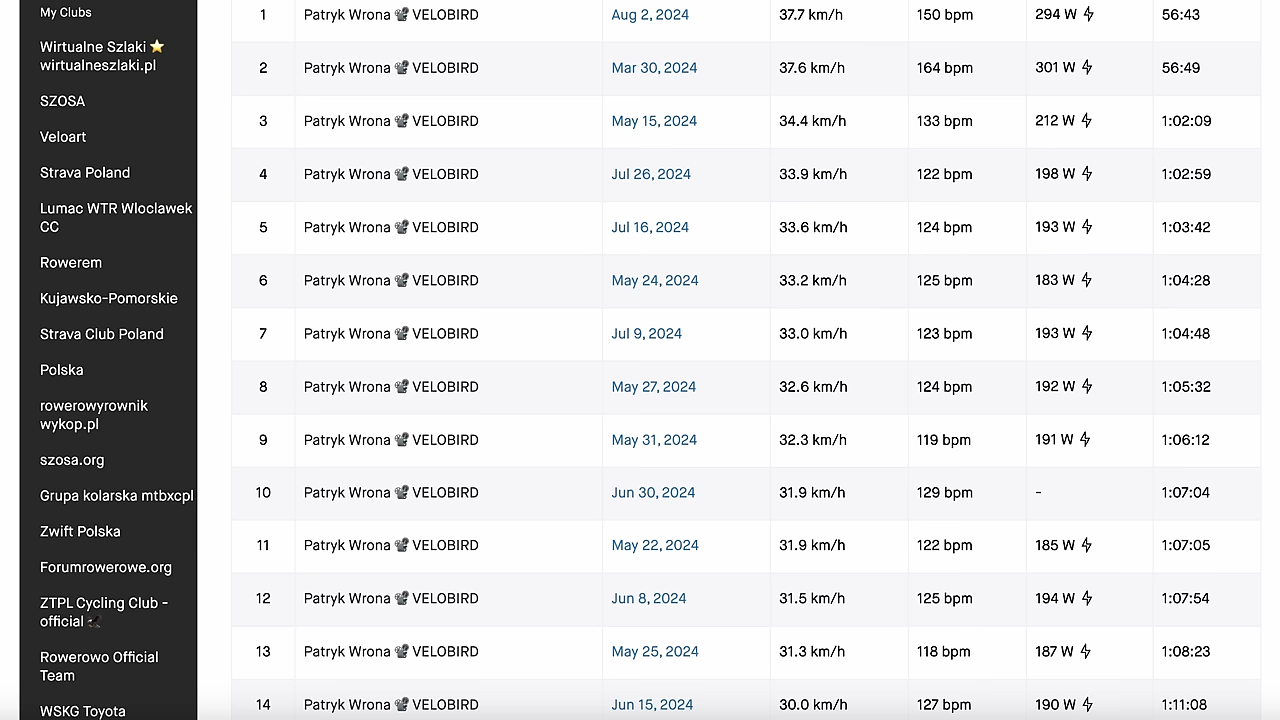 My Clubs
Wirtualne Szlaki ⭐
wirtualneszlaki.pl
SZOSA
Veloart
Strava Poland
Lumac WTR Wloclawek
CC
Rowerem
Kujawsko-Pomorskie
Strava Club Poland
Polska
rowerowyrownik
wykop.pl
szosa.org
Grupa kolarska mtbxcpl
Zwift Polska
Forumrowerowe.org
ZTPL Cycling Club -
official
Rowerowo Official
Team
WSKG Toyota
1 Patryk Wrona 📽 VELOBIRD Aug 2, 2024 37.7 km/h 150 bpm 294 W 56:43
2 Patryk Wrona 📽 VELOBIRD Mar 30, 2024 37.6 km/h 164 bpm 301 W 56:49
3 Patryk Wrona 📽 VELOBIRD May 15, 2024 34.4 km/h 133 bpm 212 W 1:02:09
4 Patryk Wrona 📽 VELOBIRD Jul 26, 2024 33.9 km/h 122 bpm 198 W 1:02:59
5 Patryk Wrona 📽 VELOBIRD Jul 16, 2024 33.6 km/h 124 bpm 193 W 1:03:42
6 Patryk Wrona 📽 VELOBIRD May 24, 2024 33.2 km/h 125 bpm 183 W 1:04:28
7 Patryk Wrona 📽 VELOBIRD Jul 9, 2024 33.0 km/h 123 bpm 193 W 1:04:48
8 Patryk Wrona 📽 VELOBIRD May 27, 2024 32.6 km/h 124 bpm 192 W 1:05:32
9 Patryk Wrona 📽 VELOBIRD May 31, 2024 32.3 km/h 119 bpm 191 W 1:06:12
10 Patryk Wrona 📽 VELOBIRD Jun 30, 2024 31.9 km/h 129 bpm - 1:07:04
11 Patryk Wrona 📽 VELOBIRD May 22, 2024 31.9 km/h 122 bpm 185 W 1:07:05
12 Patryk Wrona 📽 VELOBIRD Jun 8, 2024 31.5 km/h 125 bpm 194 W 1:07:54
13 Patryk Wrona 📽 VELOBIRD May 25, 2024 31.3 km/h 118 bpm 187 W 1:08:23
14 Patryk Wrona 📽 VELOBIRD Jun 15, 2024 30.0 km/h 127 bpm 190 W 1:11:08